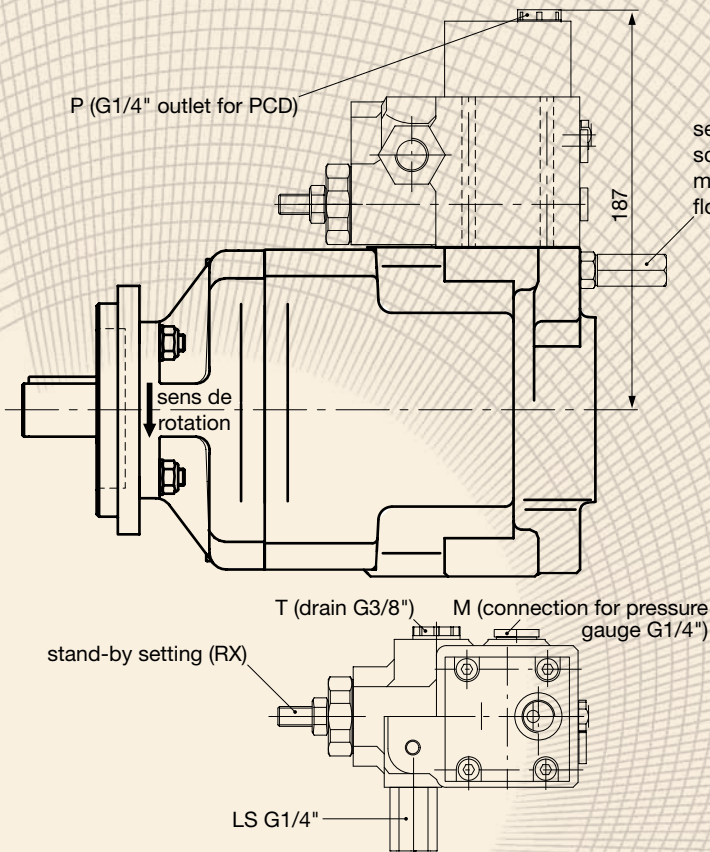 P (G1/4" outlet for PCD)
187
sens de
rotation
T (drain G3/8")
M (connection for pressure
gauge G1/4")
stand-by setting (RX)
LS G1/4"